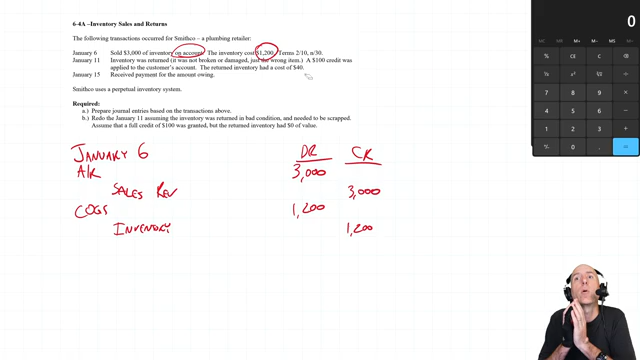 6-4A –Inventory Sales and Returns
The following transactions occurred for Smithco – a plumbing retailer:
January 6 Sold $3,000 of inventory on account. The inventory cost $1,200. Terms 2/10, n/30.
January 11 Inventory was returned (it was not broken or damaged, just the wrong item.) A $100 credit was
applied to the customer's account. The returned inventory had a cost of $40.
January 15 Received payment for the amount owing.
Smithco uses a perpetual inventory system.
Required:
a.) Prepare journal entries based on the transactions above.
b.) Redo the January 11 assuming the inventory was returned in bad condition, and needed to be scrapped.
Assume that a full credit of $100 was granted, but the returned inventory had $0 of value.
JANUARY 6 DR CR
A/R 3,000
SALES REV 3,000
COGS 1,200
INVENTORY 1,200
0
C
7 8 9
4 5 6 -
1 2 3 +
0 . =